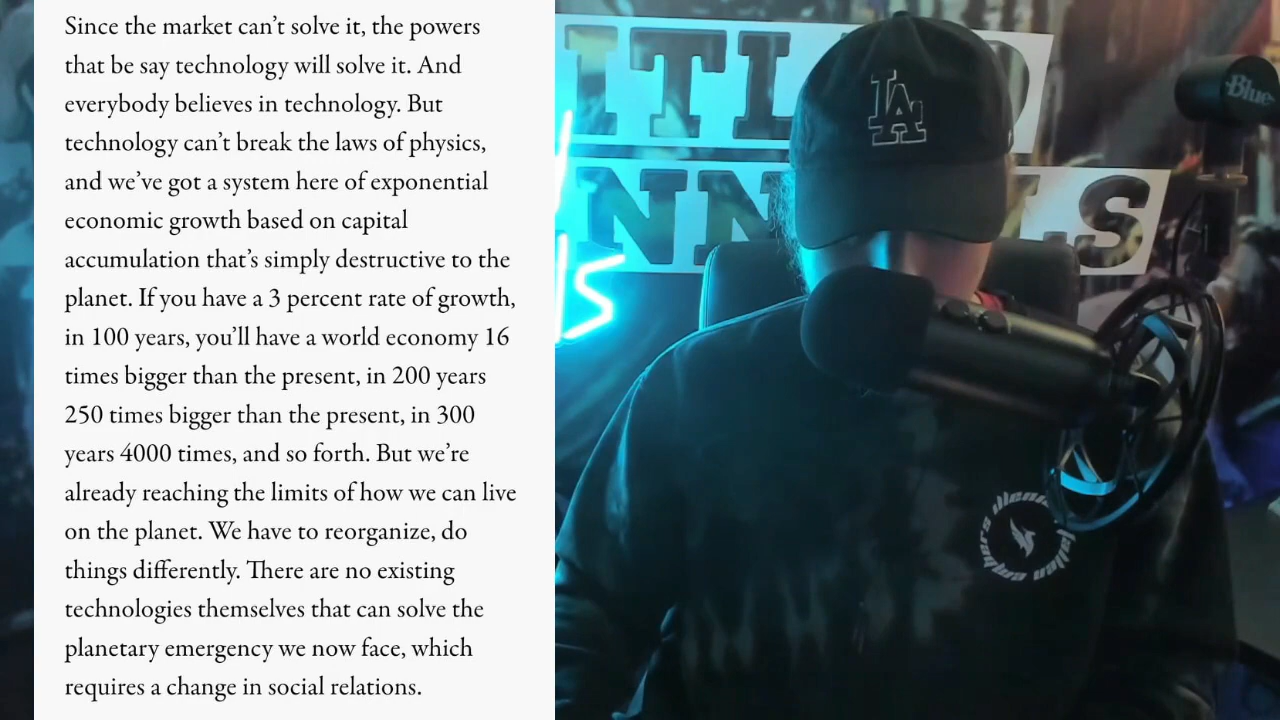 Since the market can’t solve it, the powers
that be say technology will solve it. And
everybody believes in technology. But
technology can’t break the laws of physics,
and we’ve got a system here of exponential
economic growth based on capital
accumulation that’s simply destructive to the
planet. If you have a 3 percent rate of growth,
in 100 years, you’ll have a world economy 16
times bigger than the present, in 200 years
250 times bigger than the present, in 300
years 4000 times, and so forth. But we’re
already reaching the limits of how we can live
on the planet. We have to reorganize, do
things differently. There are no existing
technologies themselves that can solve the
planetary emergency we now face, which
requires a change in social relations.
LA
Blue